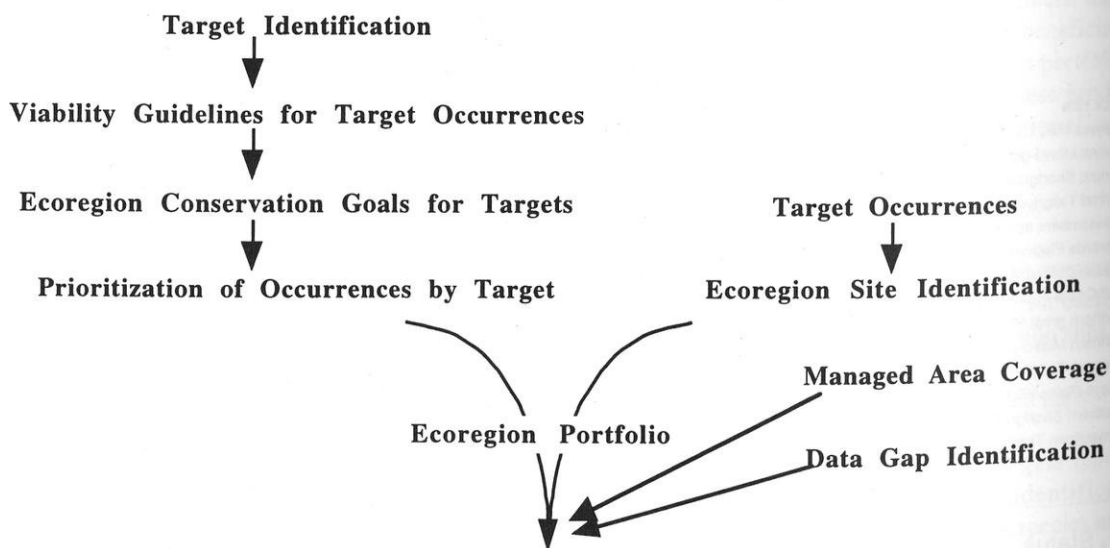 Target Identification
Viability Guidelines for Target Occurrences
Ecoregion Conservation Goals for Targets
Target Occurrences
Prioritization of Occurrences by Target
Ecoregion Site Identification
Managed Area Coverage
Ecoregion Portfolio
Data Gap Identification